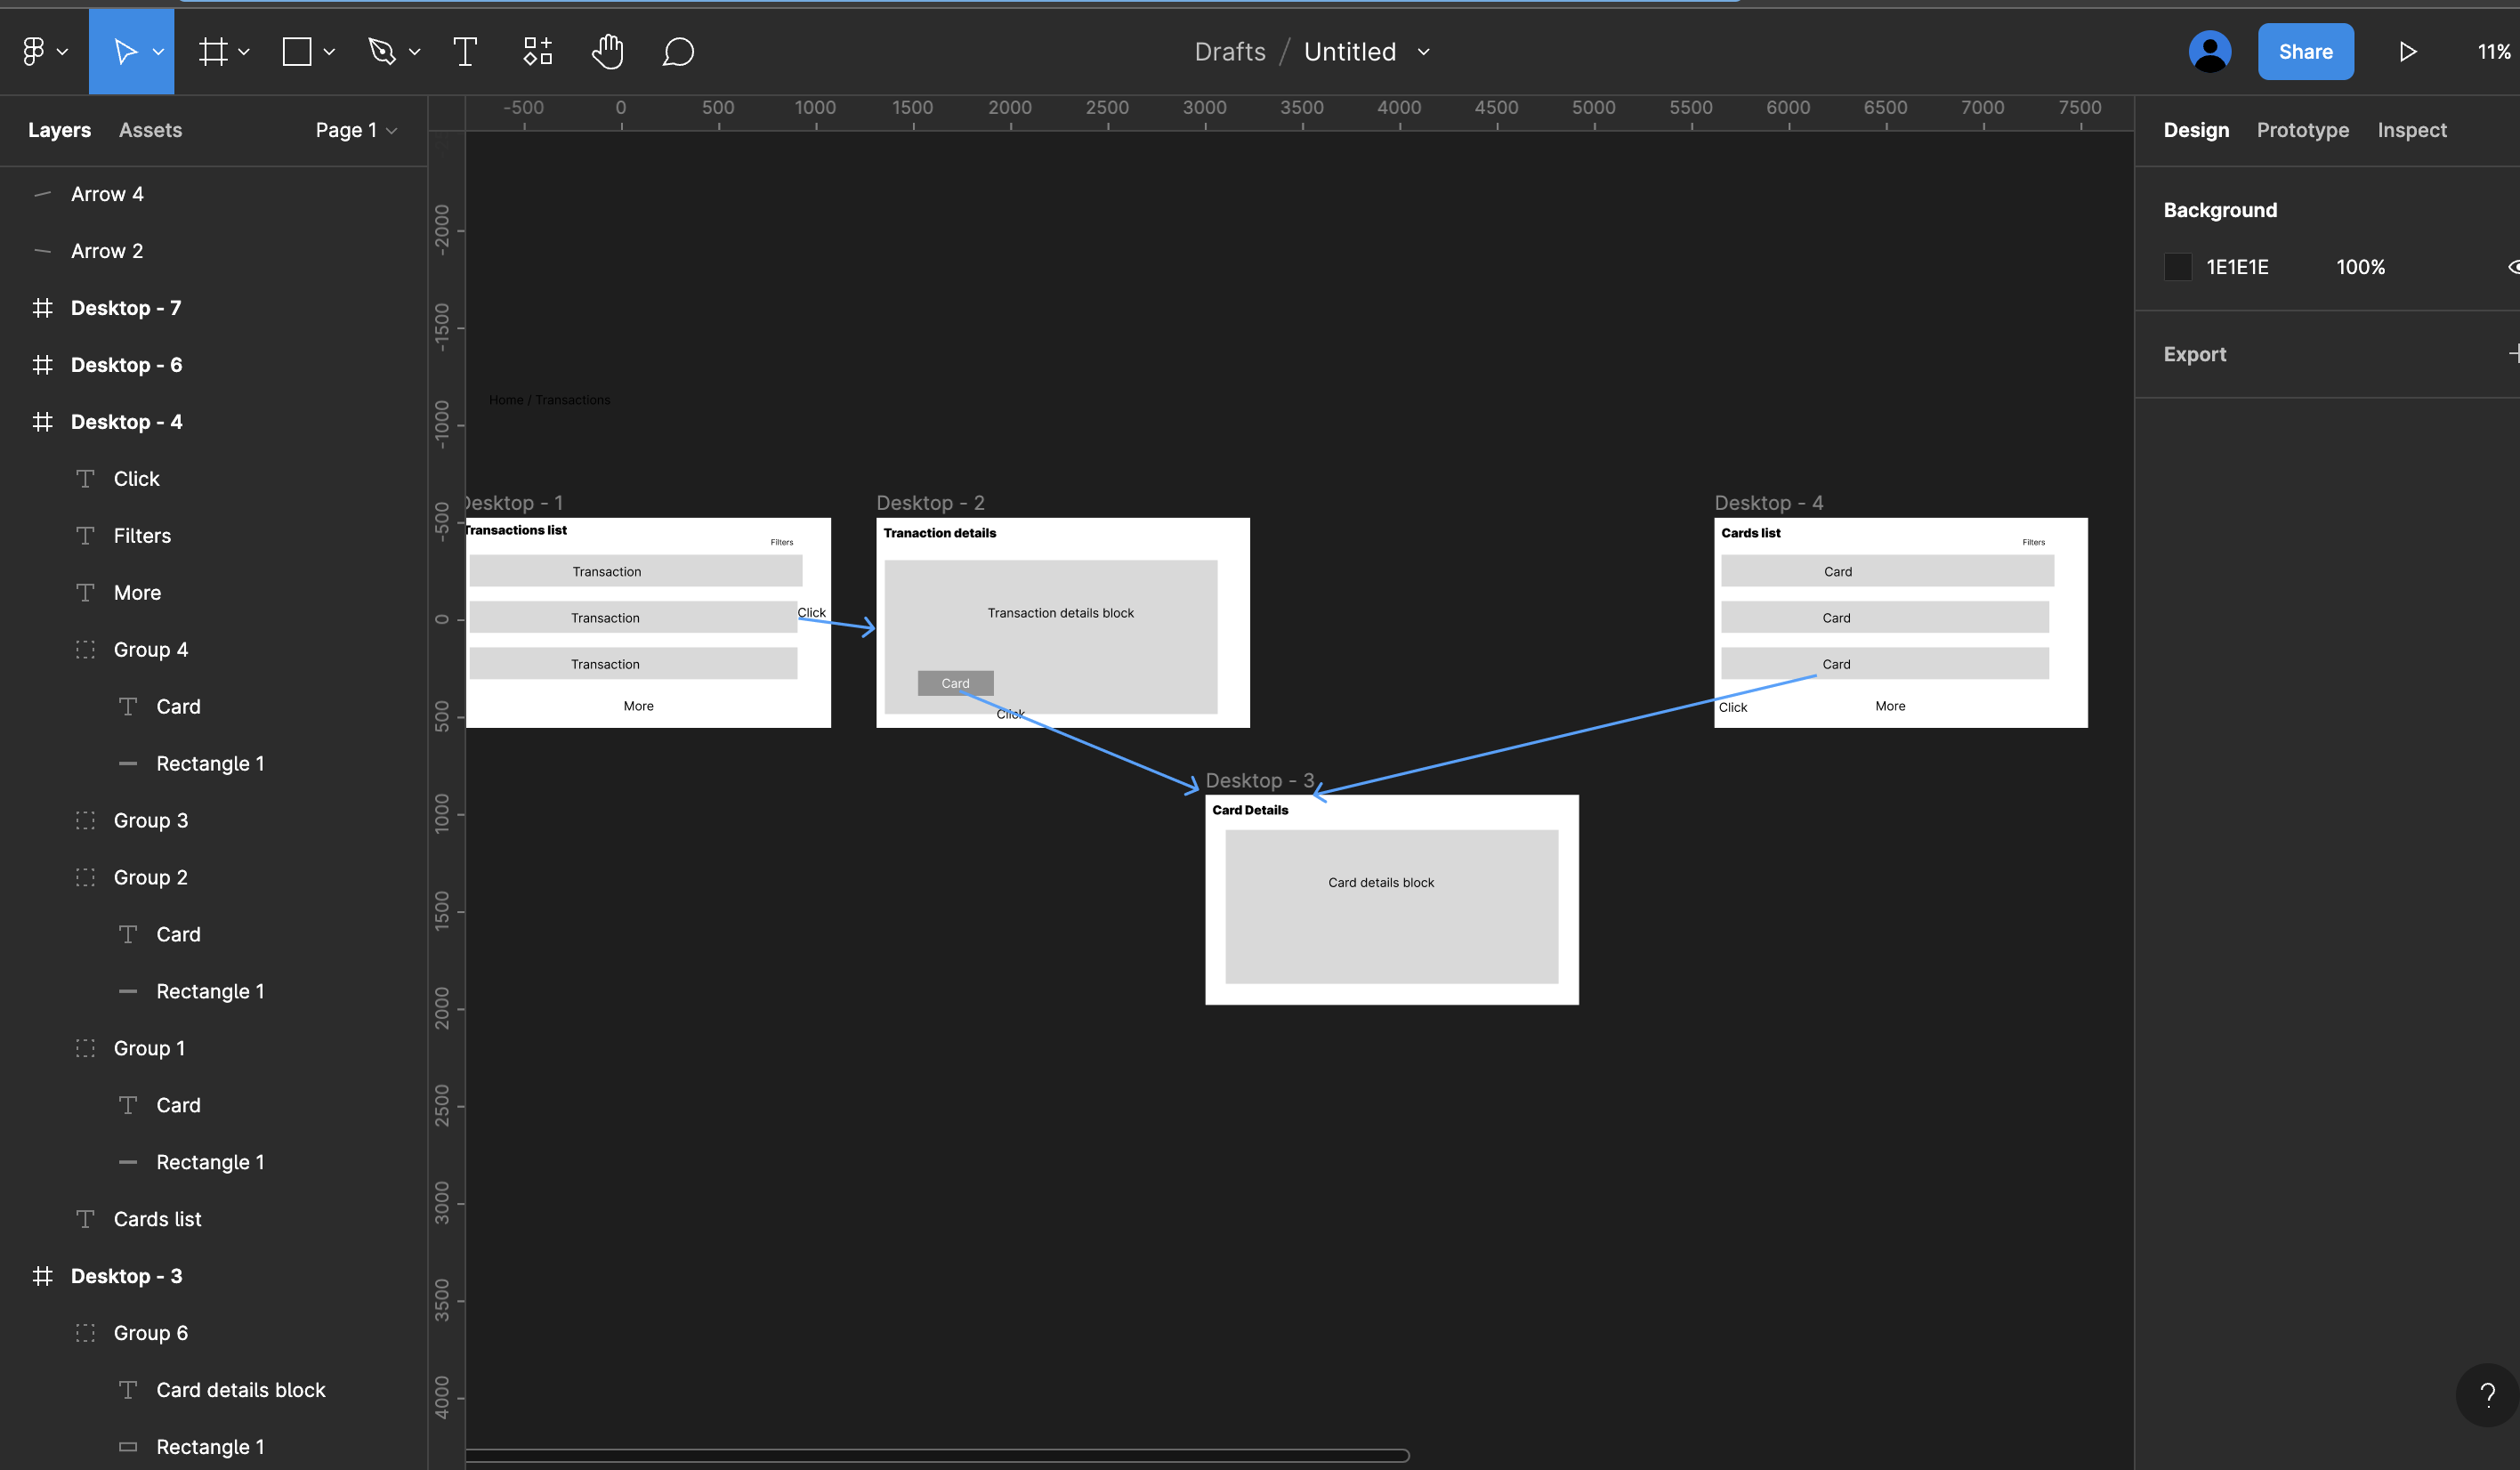 Drafts / Untitled
Share
11%
Layers Assets Page 1
Arrow 4
Arrow 2
Desktop - 7
Desktop - 6
Desktop - 4
Click
Filters
More
Group 4
Card
Rectangle 1
Group 3
Group 2
Card
Rectangle 1
Group 1
Card
Rectangle 1
Cards list
Desktop - 3
Group 6
Card details block
Rectangle 1
-500 0 500 1000 1500 2000 2500 3000 3500 4000 4500 5000 5500 6000 6500 7000 7500
-2000
-1500
-1000
-500
0
500
1000
1500
2000
2500
3000
3500
4000
Home / Transactions
Desktop - 1
Transactions list
Filters
Transaction
Transaction
Click
Transaction
More
Desktop - 2
Tranaction details
Transaction details block
Card
Click
Desktop - 4
Cards list
Filters
Card
Card
Card
Click
More
Desktop - 3
Card Details
Card details block
Design Prototype Inspect
Background
1E1E1E 100%
Export
?